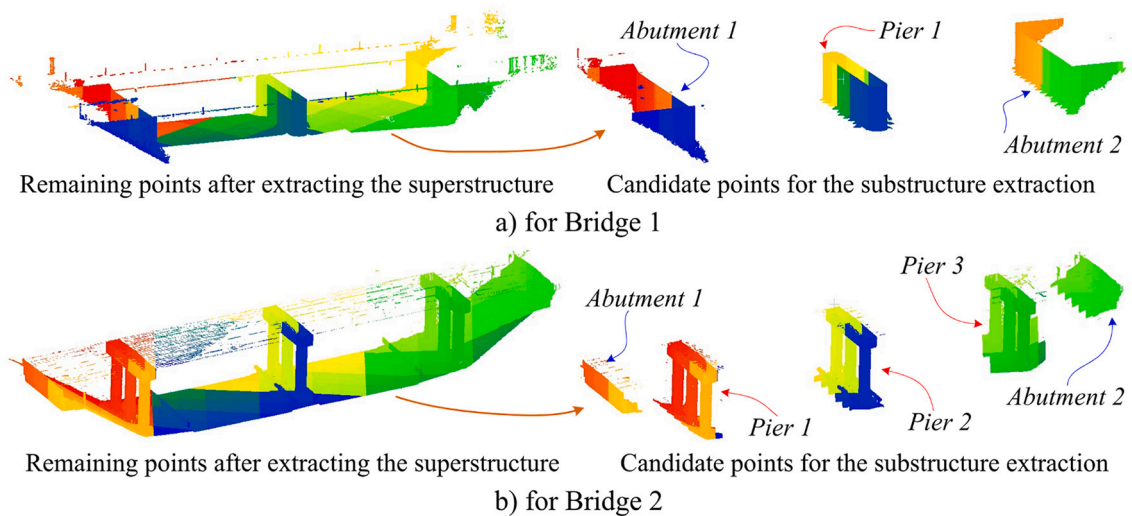 Abutment 1
Pier 1
Abutment 2
Remaining points after extracting the superstructure
Candidate points for the substructure extraction
a) for Bridge 1
Abutment 1
Pier 3
Pier 1
Pier 2
Abutment 2
Remaining points after extracting the superstructure
Candidate points for the substructure extraction
b) for Bridge 2